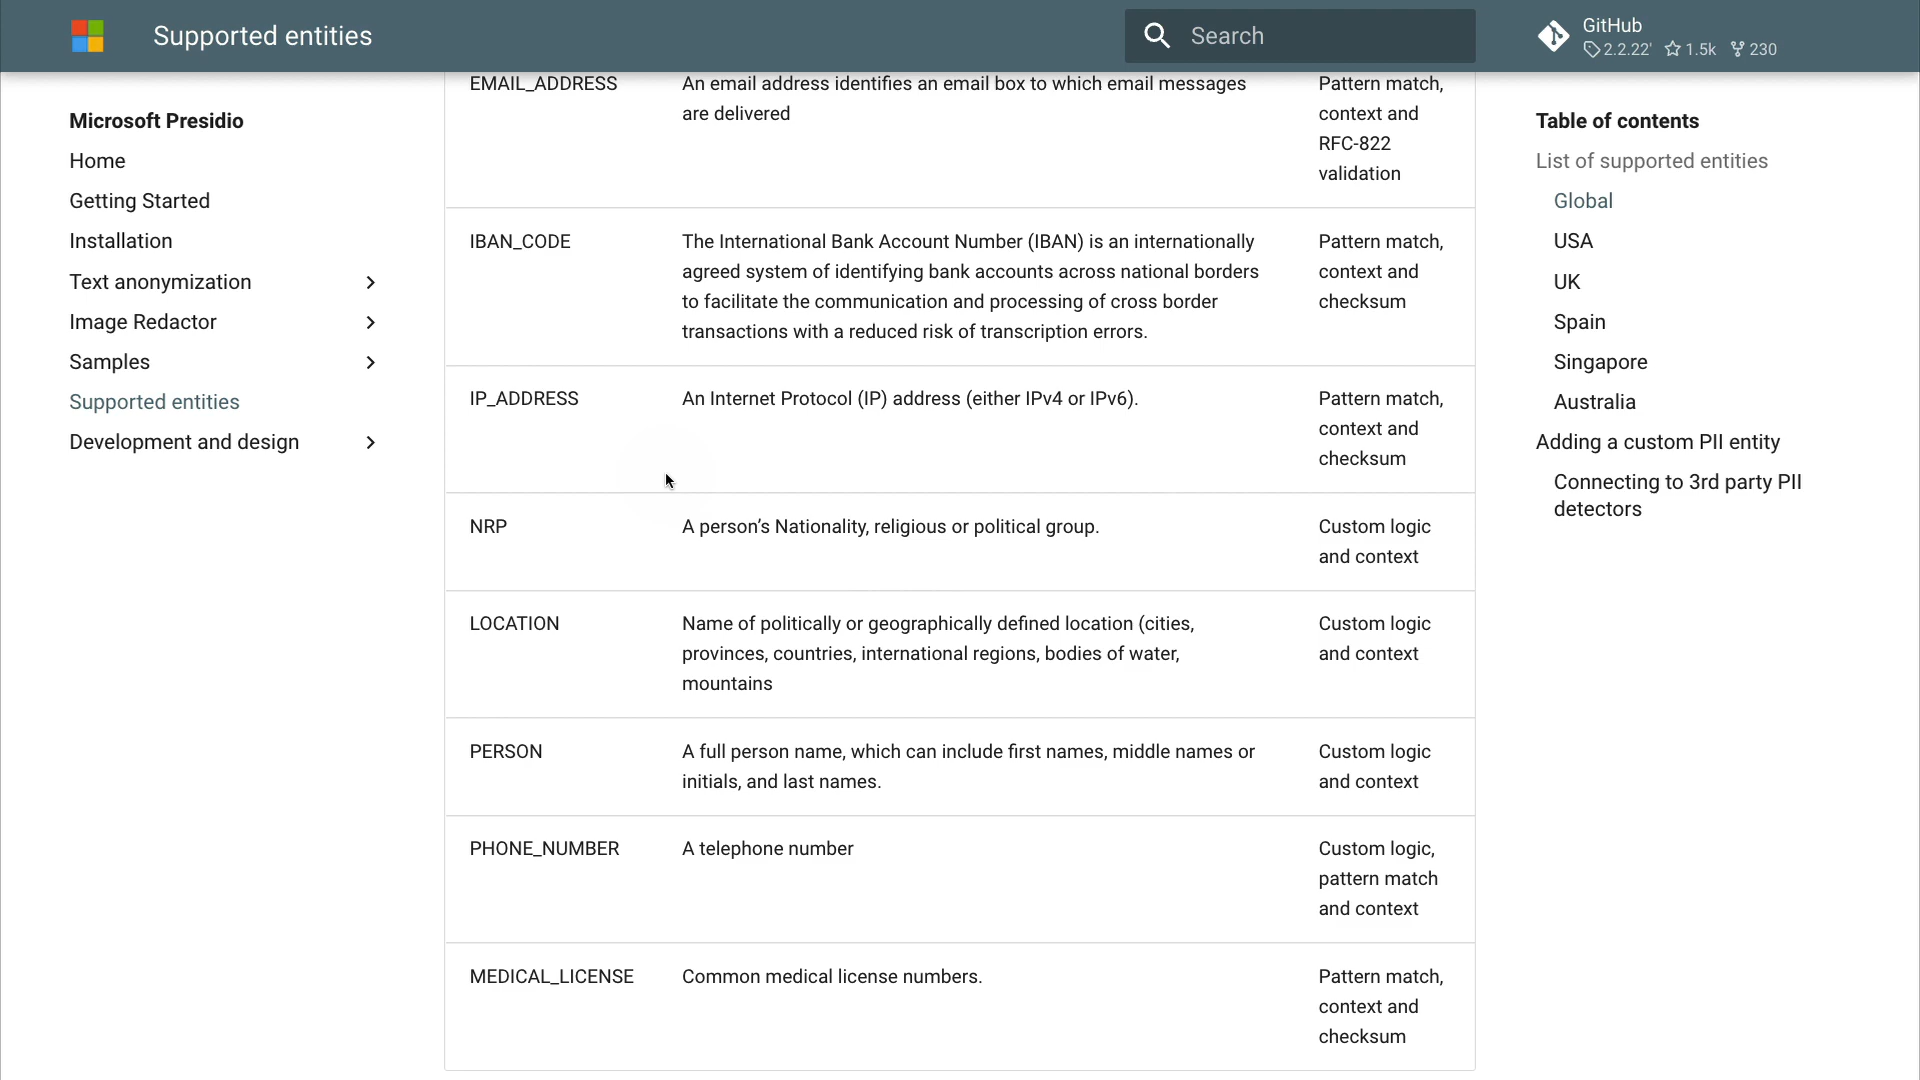 Supported entities
Search
GitHub
2.2.22' 1.5k 230
Microsoft Presidio
Home
Getting Started
Installation
Text anonymization
Image Redactor
Samples
Supported entities
Development and design
EMAIL_ADDRESS
An email address identifies an email box to which email messages
are delivered
Pattern match,
context and
RFC-822
validation
IBAN_CODE
The International Bank Account Number (IBAN) is an internationally
agreed system of identifying bank accounts across national borders
to facilitate the communication and processing of cross border
transactions with a reduced risk of transcription errors.
Pattern match,
context and
checksum
IP_ADDRESS
An Internet Protocol (IP) address (either IPv4 or IPv6).
Pattern match,
context and
checksum
NRP
A person’s Nationality, religious or political group.
Custom logic
and context
LOCATION
Name of politically or geographically defined location (cities,
provinces, countries, international regions, bodies of water,
mountains
Custom logic
and context
PERSON
A full person name, which can include first names, middle names or
initials, and last names.
Custom logic
and context
PHONE_NUMBER
A telephone number
Custom logic,
pattern match
and context
MEDICAL_LICENSE
Common medical license numbers.
Pattern match,
context and
checksum
Table of contents
List of supported entities
Global
USA
UK
Spain
Singapore
Australia
Adding a custom PII entity
Connecting to 3rd party PII
detectors